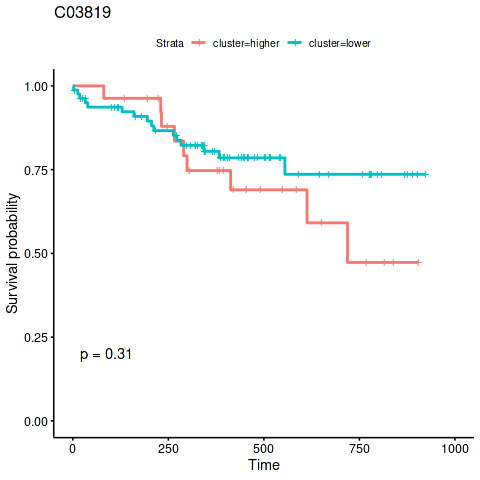 C03819
Strata cluster=higher cluster=lower
1.00
0.75
0.50
0.25
0.00
Survival probability
p = 0.31
0 250 500 750 1000
Time